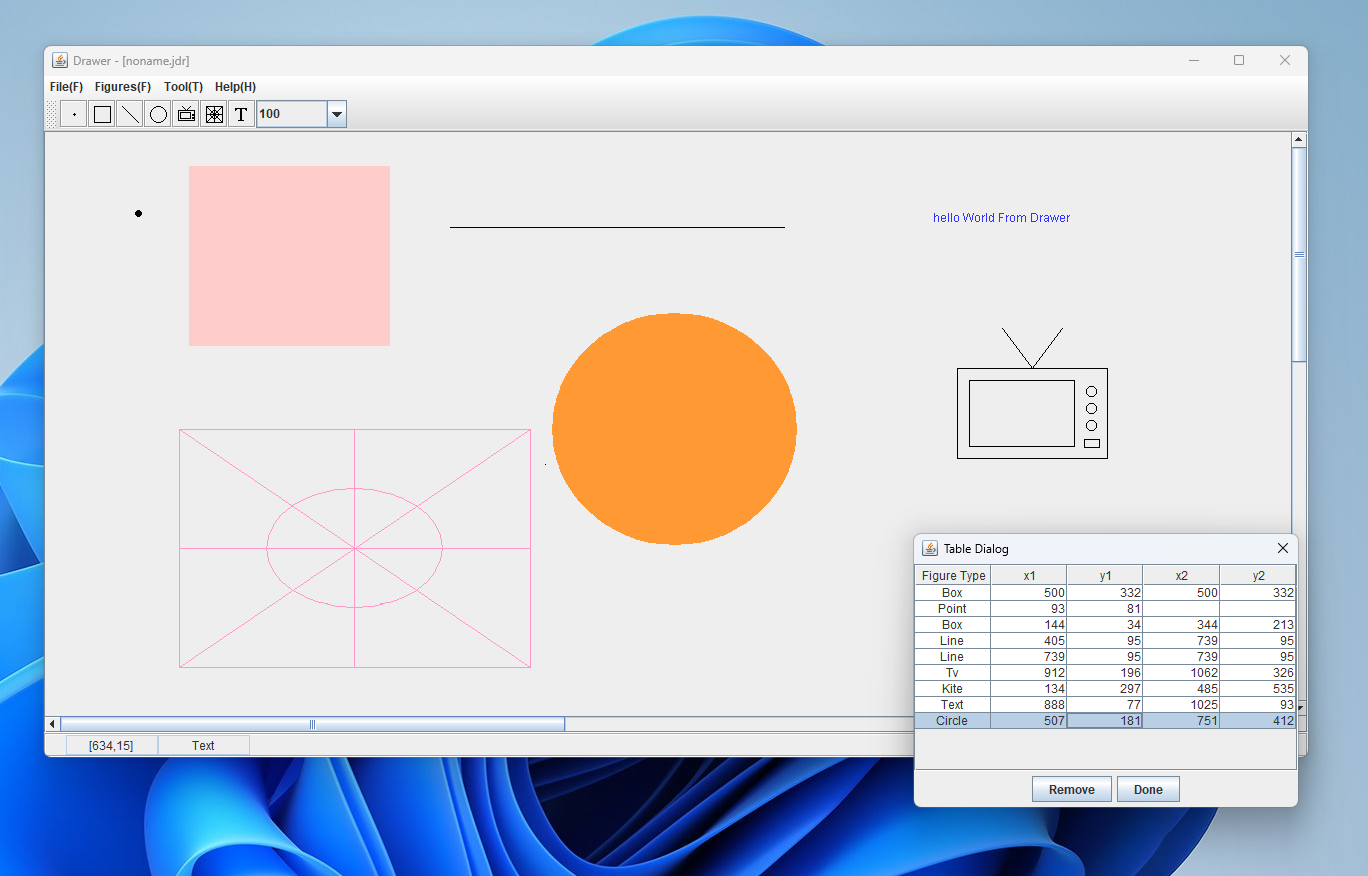 Drawer - [noname.jdr]
File(F) Figures(F) Tool(T) Help(H)
T 100
hello World From Drawer
Table Dialog
Figure Type x1 y1 x2 y2
Box 500 332 500 332
Point 93 81
Box 144 34 344 213
Line 405 95 739 95
Line 739 95 739 95
Tv 912 196 1062 326
Kite 134 297 485 535
Text 888 77 1025 93
Circle 507 181 751 412
Remove Done
[634,15] Text